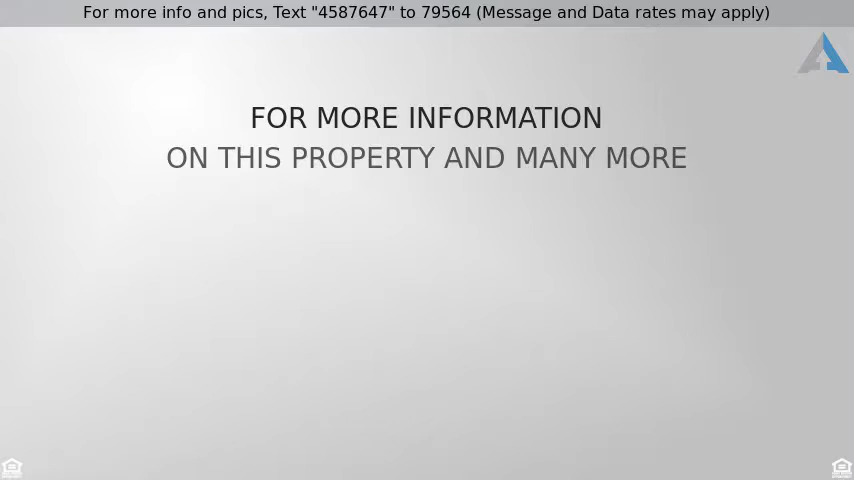 For more info and pics, Text "4587647" to 79564 (Message and Data rates may apply)
FOR MORE INFORMATION
ON THIS PROPERTY AND MANY MORE